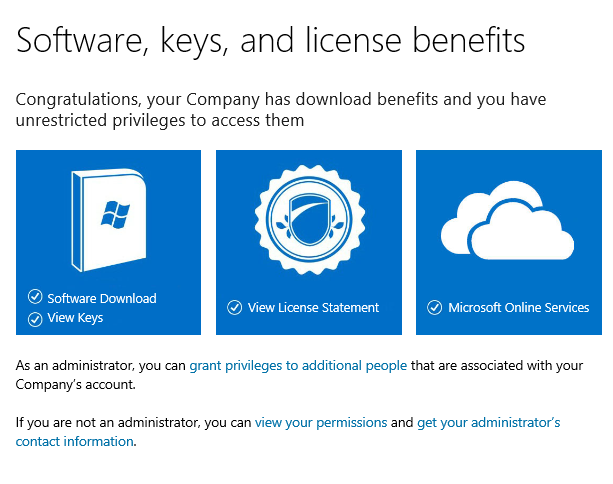 Software, keys, and license benefits
Congratulations, your Company has download benefits and you have
unrestricted privileges to access them
Software Download
View Keys
View License Statement
Microsoft Online Services
As an administrator, you can grant privileges to additional people that are associated with your
Company's account.
If you are not an administrator, you can view your permissions and get your administrator's
contact information.